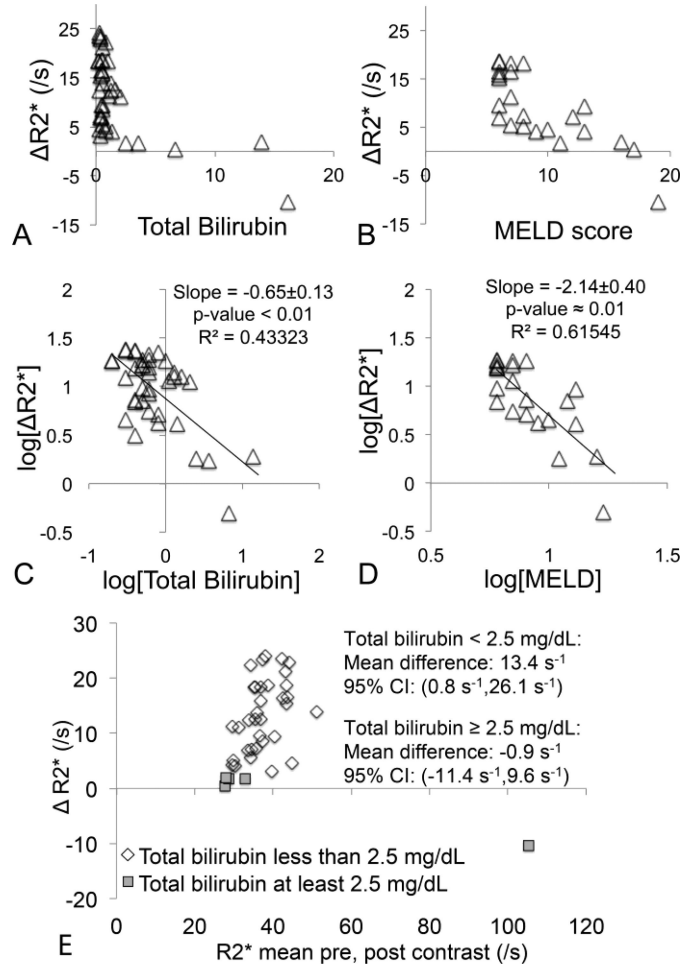 25
15
5
-5
-15
ΔR2* (/s)
0
10
20
Total Bilirubin
A
25
15
5
-5
-15
ΔR2* (/s)
0
10
20
MELD score
B
2
1.5
1
0.5
0
-0.5
log[ΔR2*]
Slope = -0.65±0.13
p-value < 0.01
R² = 0.43323
-1
0
1
2
log[Total Bilirubin]
C
2
1.5
1
0.5
0
-0.5
log[ΔR2*]
Slope = -2.14±0.40
p-value ≈ 0.01
R² = 0.61545
0.5
1
1.5
log[MELD]
D
30
20
10
0
-10
-20
Δ R2* (/s)
Total bilirubin < 2.5 mg/dL:
Mean difference: 13.4 s⁻¹
95% CI: (0.8 s⁻¹,26.1 s⁻¹)
Total bilirubin ≥ 2.5 mg/dL:
Mean difference: -0.9 s⁻¹
95% CI: (-11.4 s⁻¹,9.6 s⁻¹)
Total bilirubin less than 2.5 mg/dL
Total bilirubin at least 2.5 mg/dL
0
20
40
60
80
100
120
R2* mean pre, post contrast (/s)
E